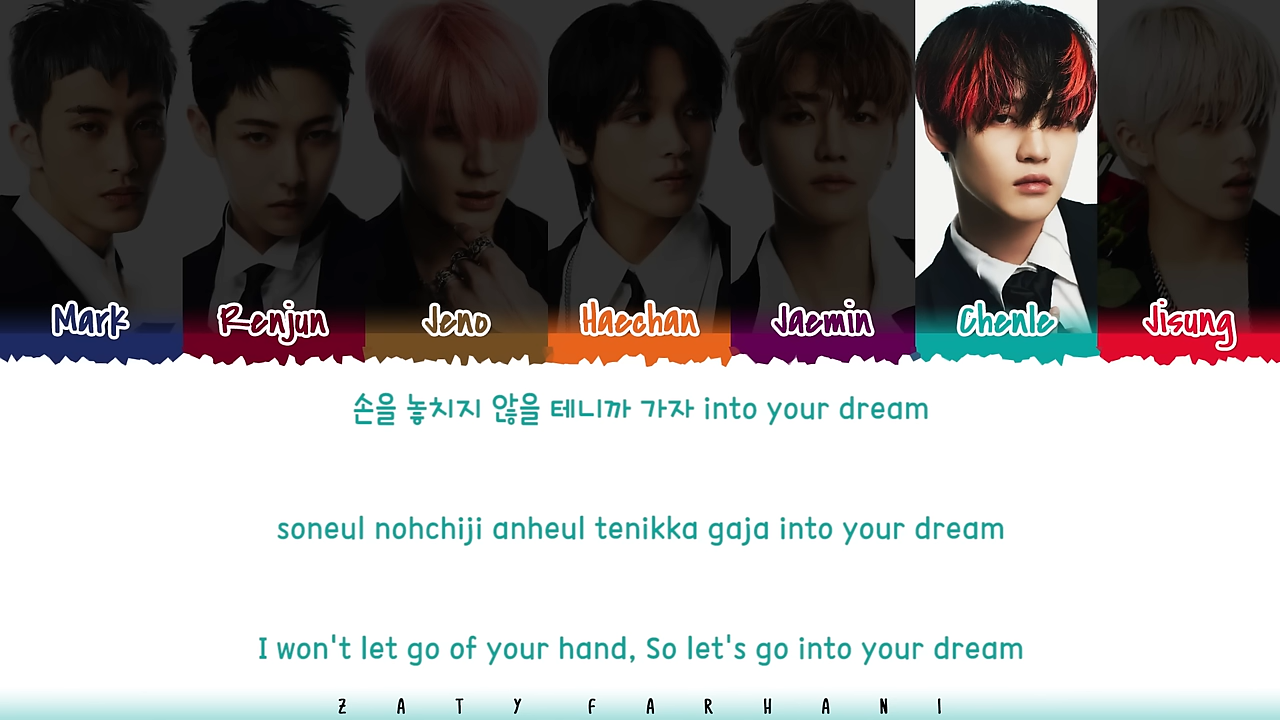 Mark Renjun Jeno Haechan Jaemin Chenle Jisung
손을 놓치지 않을 테니까 가자 into your dream
soneul nohchiji anheul tenikka gaja into your dream
I won't let go of your hand, So let's go into your dream
ZATY FARHANI